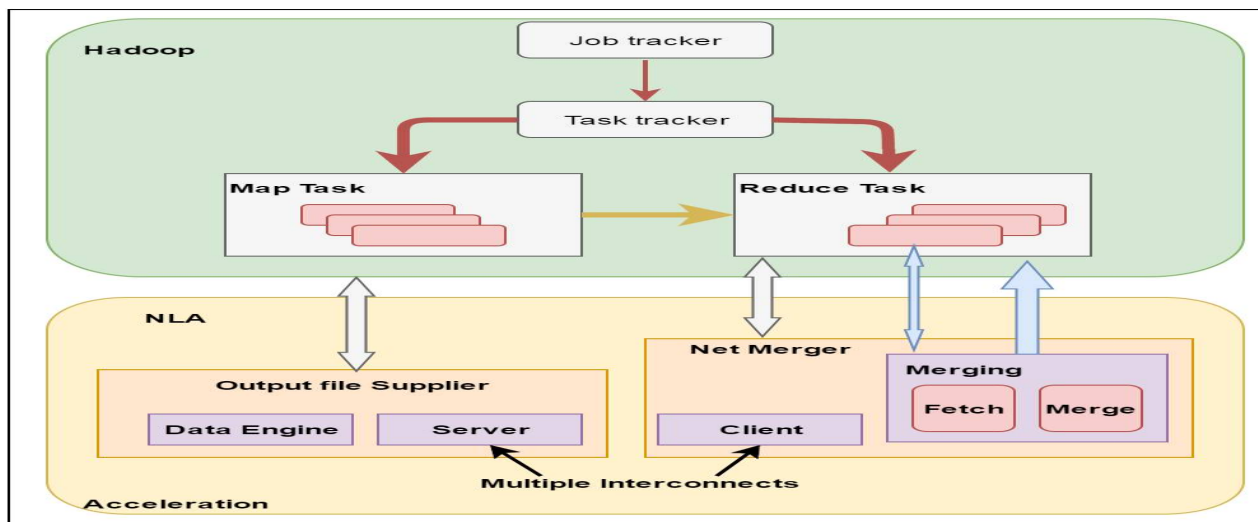 Hadoop
Job tracker
Task tracker
Map Task
Reduce Task
NLA
Net Merger
Output file Supplier
Merging
Data Engine
Server
Client
Fetch
Merge
Multiple Interconnects
Acceleration